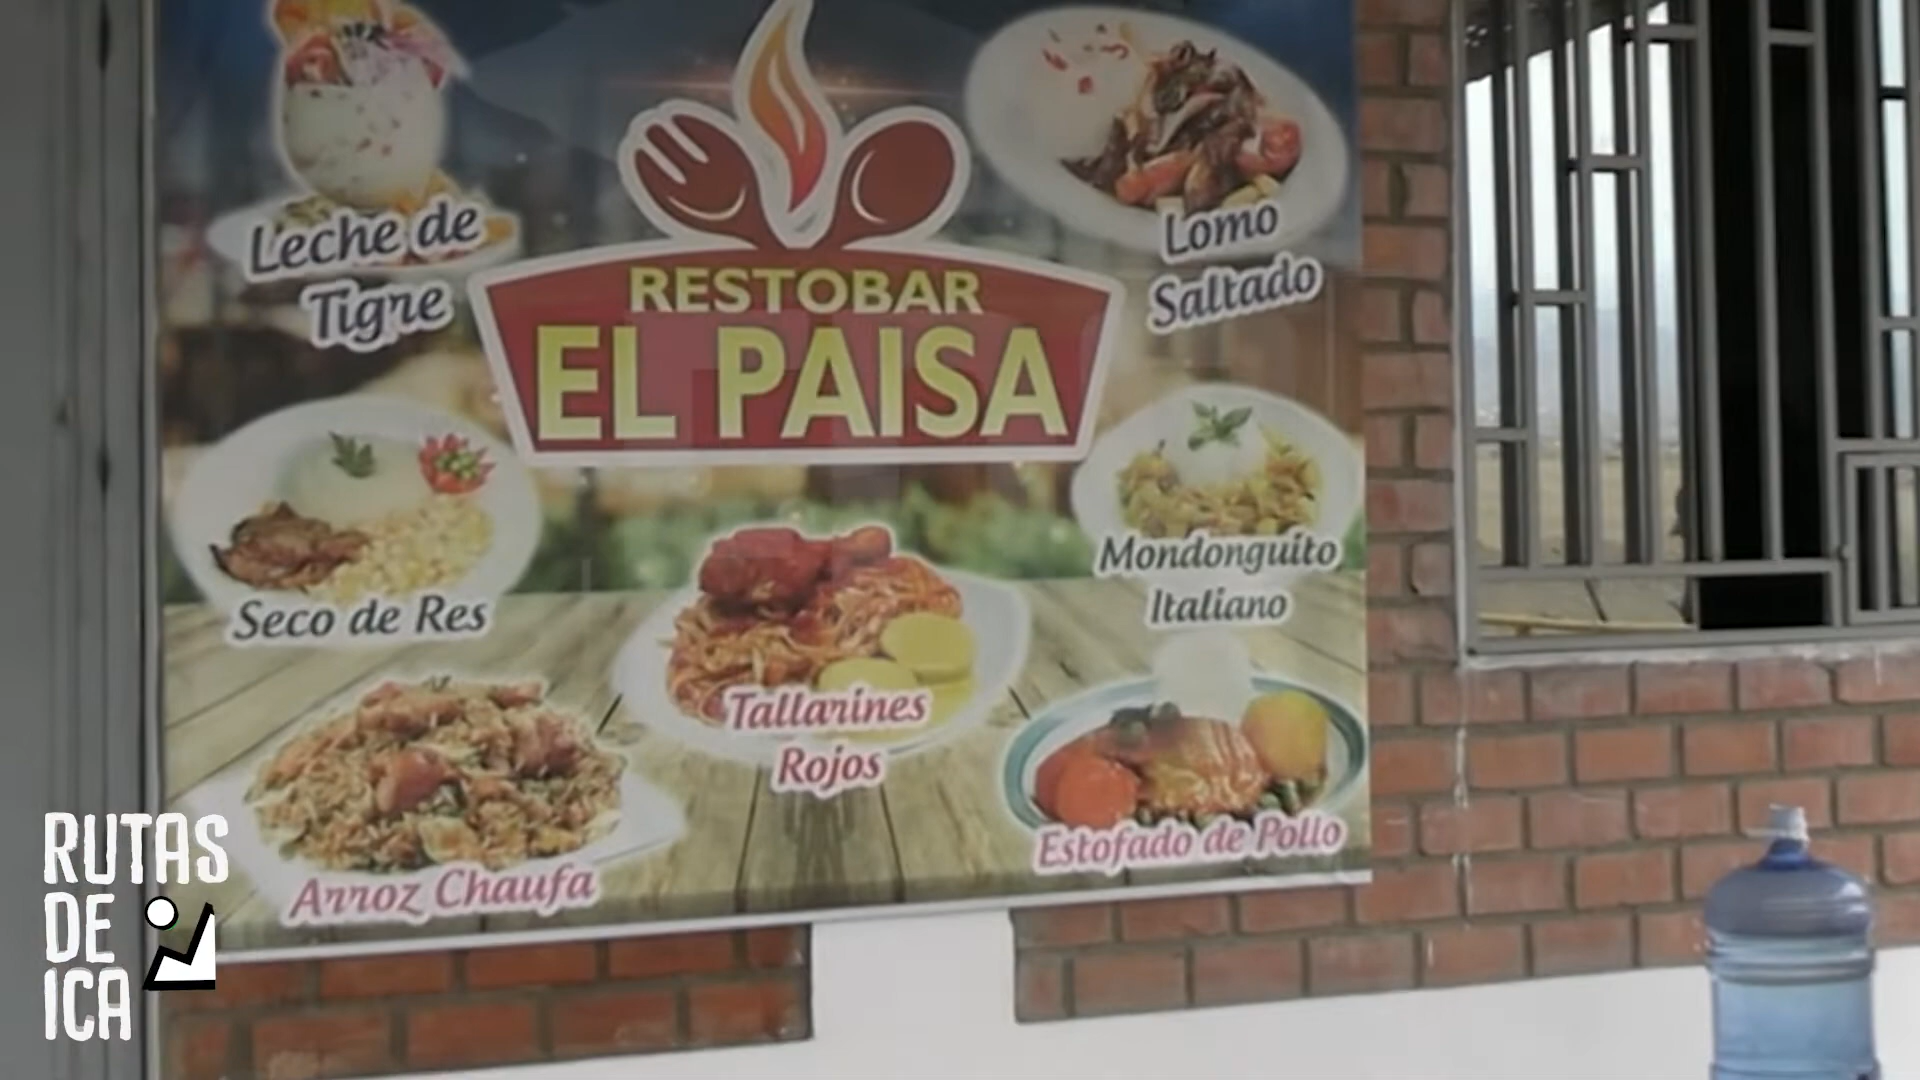 Leche de
Tigre
RESTOBAR
EL PAISA
Lomo
Saltado
Seco de Res
Mondonguito
Italiano
Tallarines
Rojos
Arroz Chaufa
Estofado de Pollo
RUTAS
DE
ICA